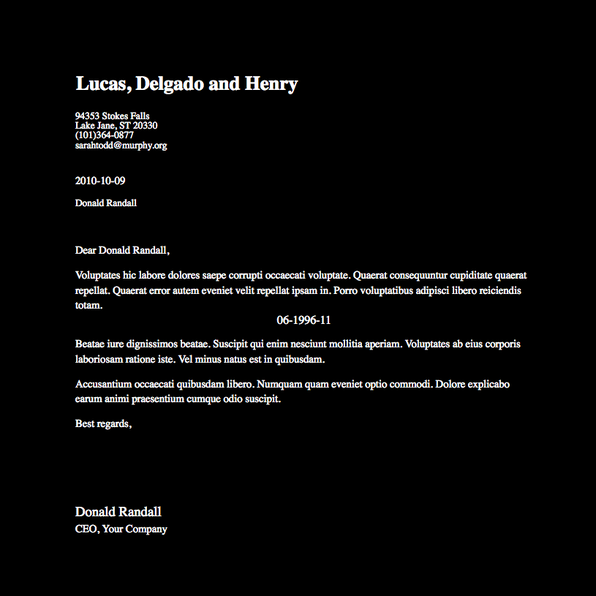 Lucas, Delgado and Henry
94353 Stokes Falls
Lake Jane, ST 20330
(101)364-0877
sarahtodd@murphy.org
2010-10-09
Donald Randall
Dear Donald Randall,
Voluptates hic labore dolores saepe corrupti occaecati voluptate. Quaerat consequuntur cupiditate quaerat
repellat. Quaerat error autem eveniet velit repellat ipsam in. Porro voluptatibus adipisci libero reiciendis
totam.
06-1996-11
Beatae iure dignissimos beatae. Suscipit qui enim nesciunt mollitia aperiam. Voluptates ab eius corporis
laboriosam ratione iste. Vel minus natus est in quibusdam.
Accusantium occaecati quibusdam libero. Numquam quam eveniet optio commodi. Dolore explicabo
earum animi praesentium cumque odio suscipit.
Best regards,
Donald Randall
CEO, Your Company